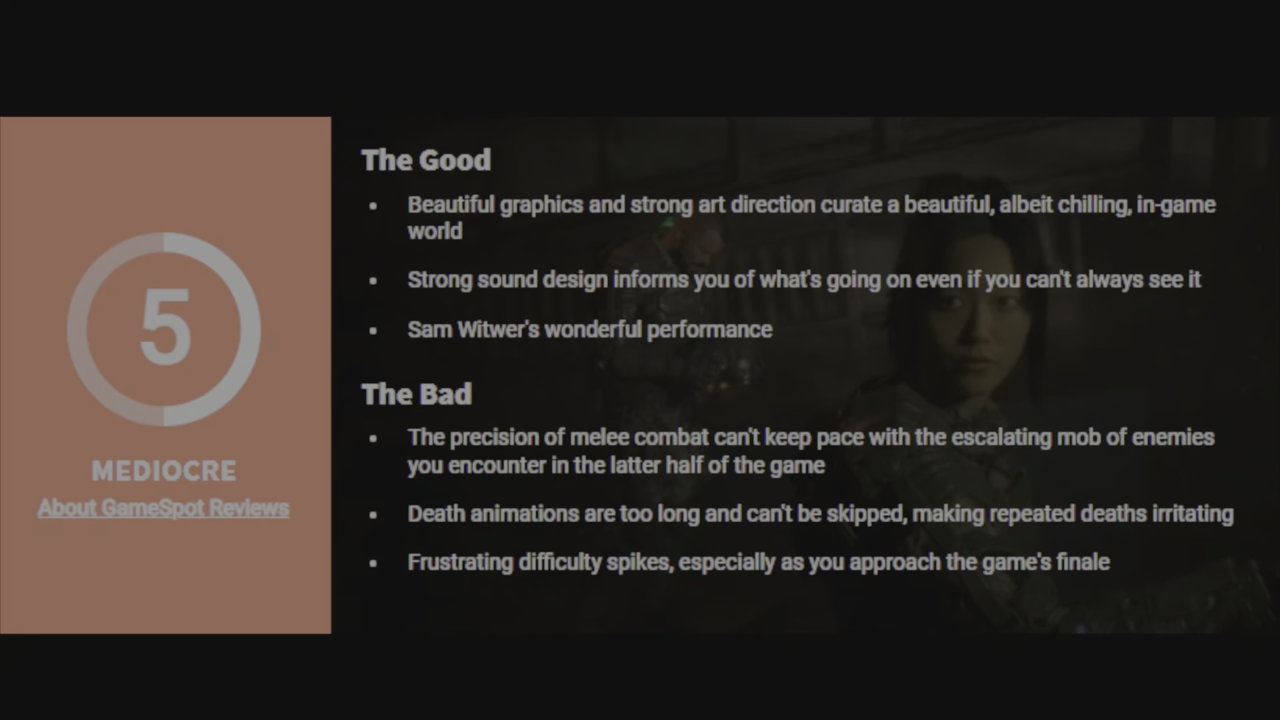 5
MEDIOCRE
About GameSpot Reviews
The Good
• Beautiful graphics and strong art direction curate a beautiful, albeit chilling, in-game
world
• Strong sound design informs you of what's going on even if you can't always see it
• Sam Witwer's wonderful performance
The Bad
• The precision of melee combat can't keep pace with the escalating mob of enemies
you encounter in the latter half of the game
• Death animations are too long and can't be skipped, making repeated deaths irritating
• Frustrating difficulty spikes, especially as you approach the game's finale